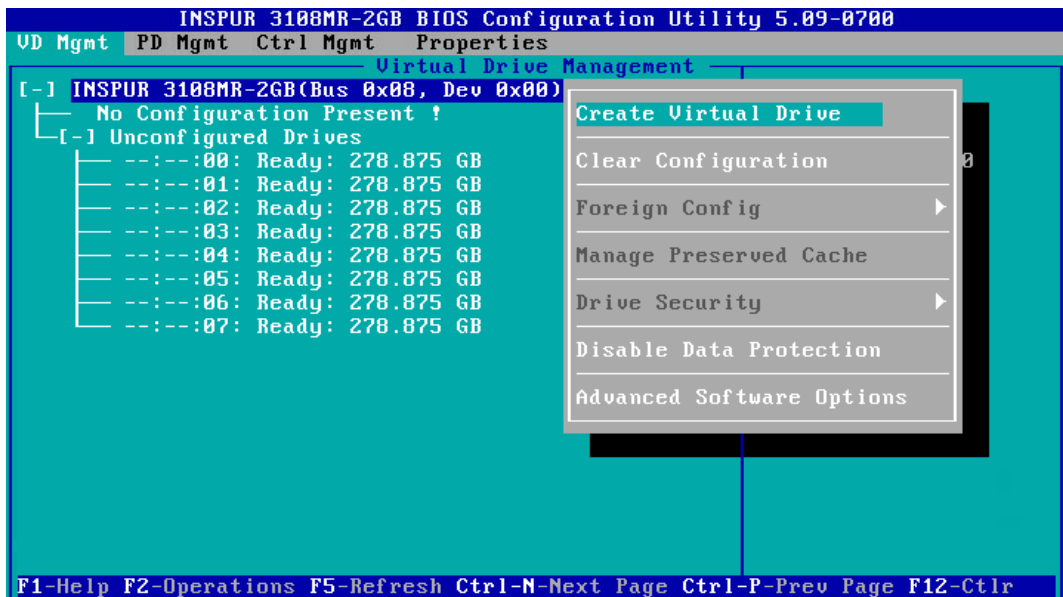 INSPUR 3108MR-2GB BIOS Configuration Utility 5.09-0700
VD Mgmt PD Mgmt Ctrl Mgmt Properties
Virtual Drive Management
[-] INSPUR 3108MR-2GB(Bus 0x08, Dev 0x00)
No Configuration Present !
[-] Unconfigured Drives
--:--:00: Ready: 278.875 GB
--:--:01: Ready: 278.875 GB
--:--:02: Ready: 278.875 GB
--:--:03: Ready: 278.875 GB
--:--:04: Ready: 278.875 GB
--:--:05: Ready: 278.875 GB
--:--:06: Ready: 278.875 GB
--:--:07: Ready: 278.875 GB
Create Virtual Drive
Clear Configuration
0
Foreign Config
Manage Preserved Cache
Drive Security
Disable Data Protection
Advanced Software Options
F1-Help F2-Operations F5-Refresh Ctrl-N-Next Page Ctrl-P-Prev Page F12-Ctlr